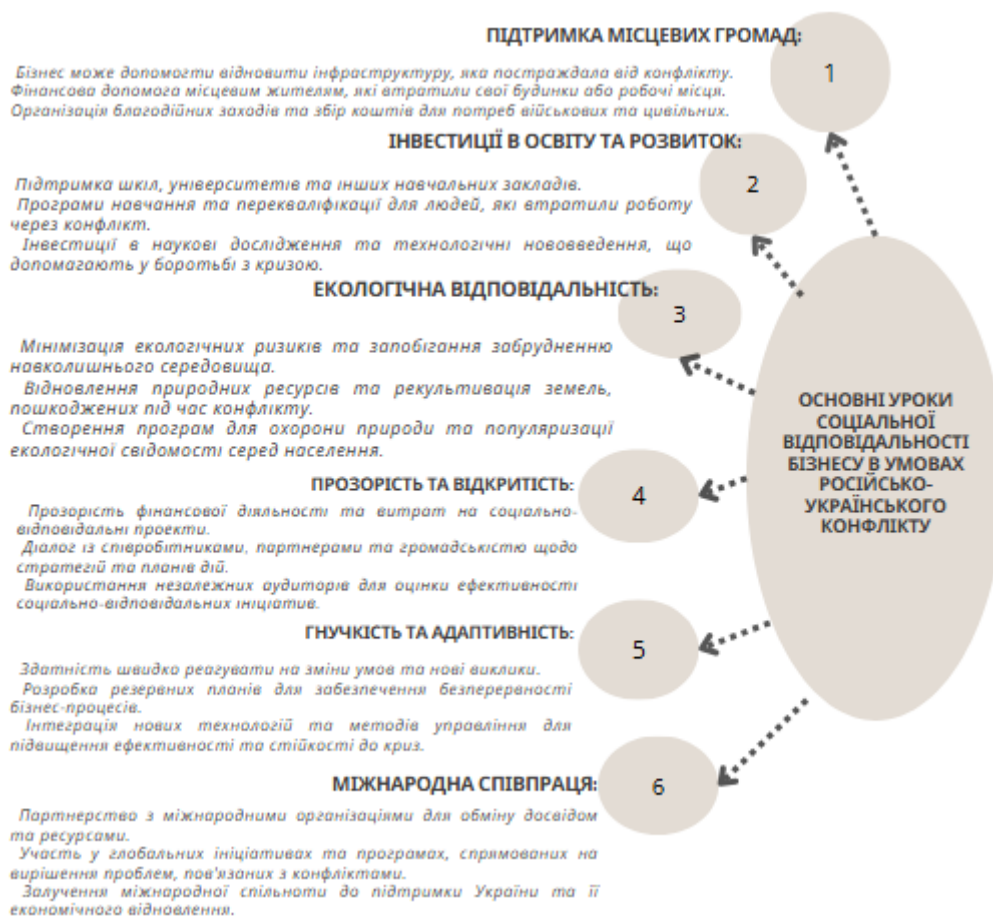 ПІДТРИМКА МІСЦЕВИХ ГРОМАД:
1
Бізнес може допомогти відновити інфраструктуру, яка постраждала від конфлікту.
Фінансова допомога місцевим жителям, які втратили свої будинки або робочі місця.
Організація благодійних заходів та збір коштів для потреб військових та цивільних.
ІНВЕСТИЦІЇ В ОСВІТУ ТА РОЗВИТОК:
2
Підтримка шкіл, університетів та інших навчальних закладів.
Програми навчання та перекваліфікації для людей, які втратили роботу
через конфлікт.
Інвестиції в наукові дослідження та технологічні нововведення, що
допомагають у боротьбі з кризою.
ЕКОЛОГІЧНА ВІДПОВІДАЛЬНІСТЬ:
3
Мінімізація екологічних ризиків та запобігання забрудненню
навколишнього середовища.
Відновлення природних ресурсів та рекультивація земель,
пошкоджених під час конфлікту.
Створення програм для охорони природи та популяризації
екологічної свідомості серед населення.
ПРОЗОРІСТЬ ТА ВІДКРИТІСТЬ:
4
Прозорість фінансової діяльності та витрат на соціально-
відповідальні проекти.
Діалог із співробітниками, партнерами та громадськістю щодо
стратегій та планів дій.
Використання незалежних аудиторів для оцінки ефективності
соціально-відповідальних ініціатив.
ГНУЧКІСТЬ ТА АДАПТИВНІСТЬ:
5
Здатність швидко реагувати на зміни умов та нові виклики.
Розробка резервних планів для забезпечення безперервності
бізнес-процесів.
Інтеграція нових технологій та методів управління для
підвищення ефективності та стійкості до криз.
МІЖНАРОДНА СПІВПРАЦЯ:
6
Партнерство з міжнародними організаціями для обміну досвідом
та ресурсами.
Участь у глобальних ініціативах та програмах, спрямованих на
вирішення проблем, пов'язаних з конфліктами.
Залучення міжнародної спільноти до підтримки України та її
економічного відновлення.
ОСНОВНІ УРОКИ
СОЦІАЛЬНОЇ
ВІДПОВІДАЛЬНОСТІ
БІЗНЕСУ В УМОВАХ
РОСІЙСЬКО-
УКРАЇНСЬКОГО
КОНФЛІКТУ